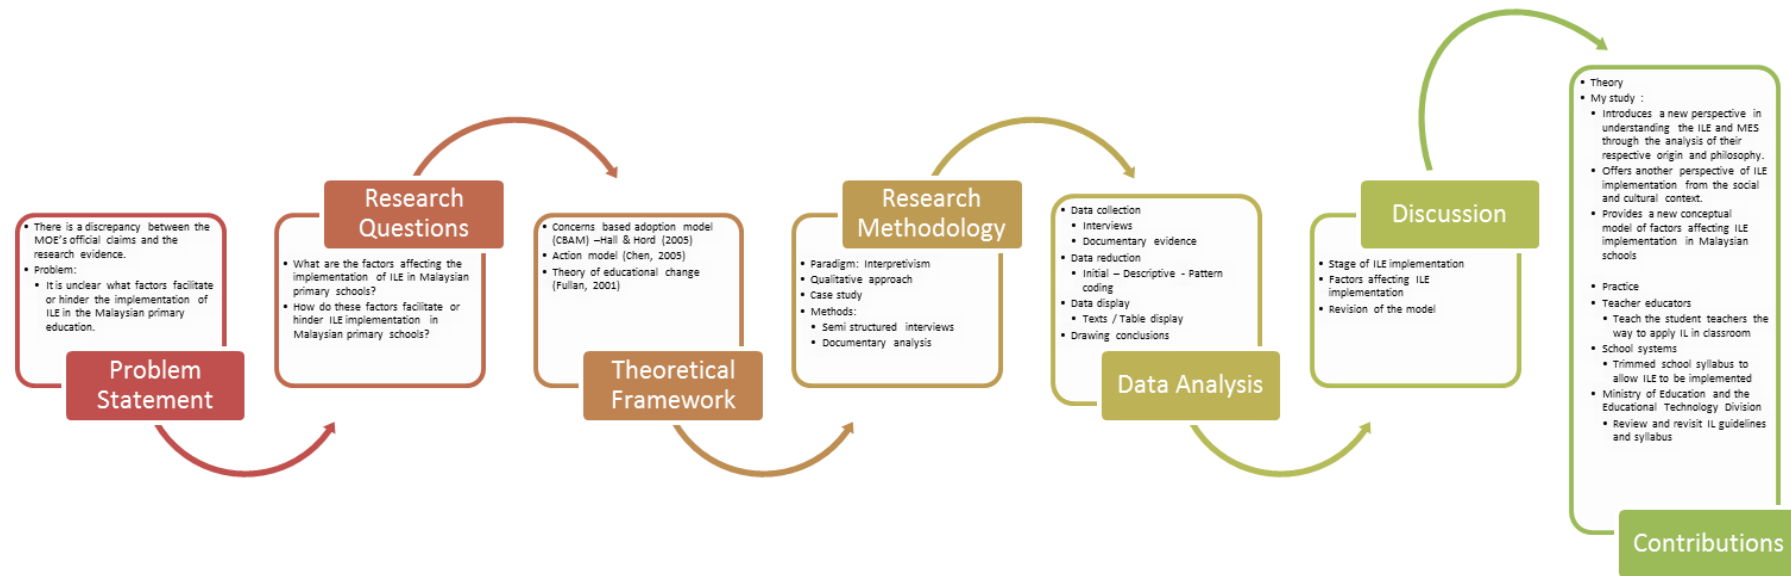 • There is a discrepancy between the
MOE's official claims and the
research evidence.
• Problem:
• It is unclear what factors facilitate
or hinder the implementation of
ILE in the Malaysian primary
education.
Problem
Statement
Research
Questions
• What are the factors affecting the
implementation of ILE in Malaysian
primary schools?
• How do these factors facilitate or
hinder ILE implementation in
Malaysian primary schools?
• Concerns based adoption model
(CBAM) –Hall & Hord (2005)
• Action model (Chen, 2005)
• Theory of educational change
(Fullan, 2001)
Theoretical
Framework
Research
Methodology
• Paradigm: Interpretivism
• Qualitative approach
• Case study
• Methods:
• Semi structured interviews
• Documentary analysis
• Data collection
• Interviews
• Documentary evidence
• Data reduction
• Initial – Descriptive - Pattern
coding
• Data display
• Texts / Table display
• Drawing conclusions
Data Analysis
Discussion
• Stage of ILE implementation
• Factors affecting ILE
implementation
• Revision of the model
• Theory
• My study :
• Introduces a new perspective in
understanding the ILE and MES
through the analysis of their
respective origin and philosophy.
• Offers another perspective of ILE
implementation from the social
and cultural context.
• Provides a new conceptual
model of factors affecting ILE
implementation in Malaysian
schools
• Practice
• Teacher educators
• Teach the student teachers the
way to apply IL in classroom
• School systems
• Trimmed school syllabus to
allow ILE to be implemented
• Ministry of Education and the
Educational Technology Division
• Review and revisit IL guidelines
and syllabus
Contributions